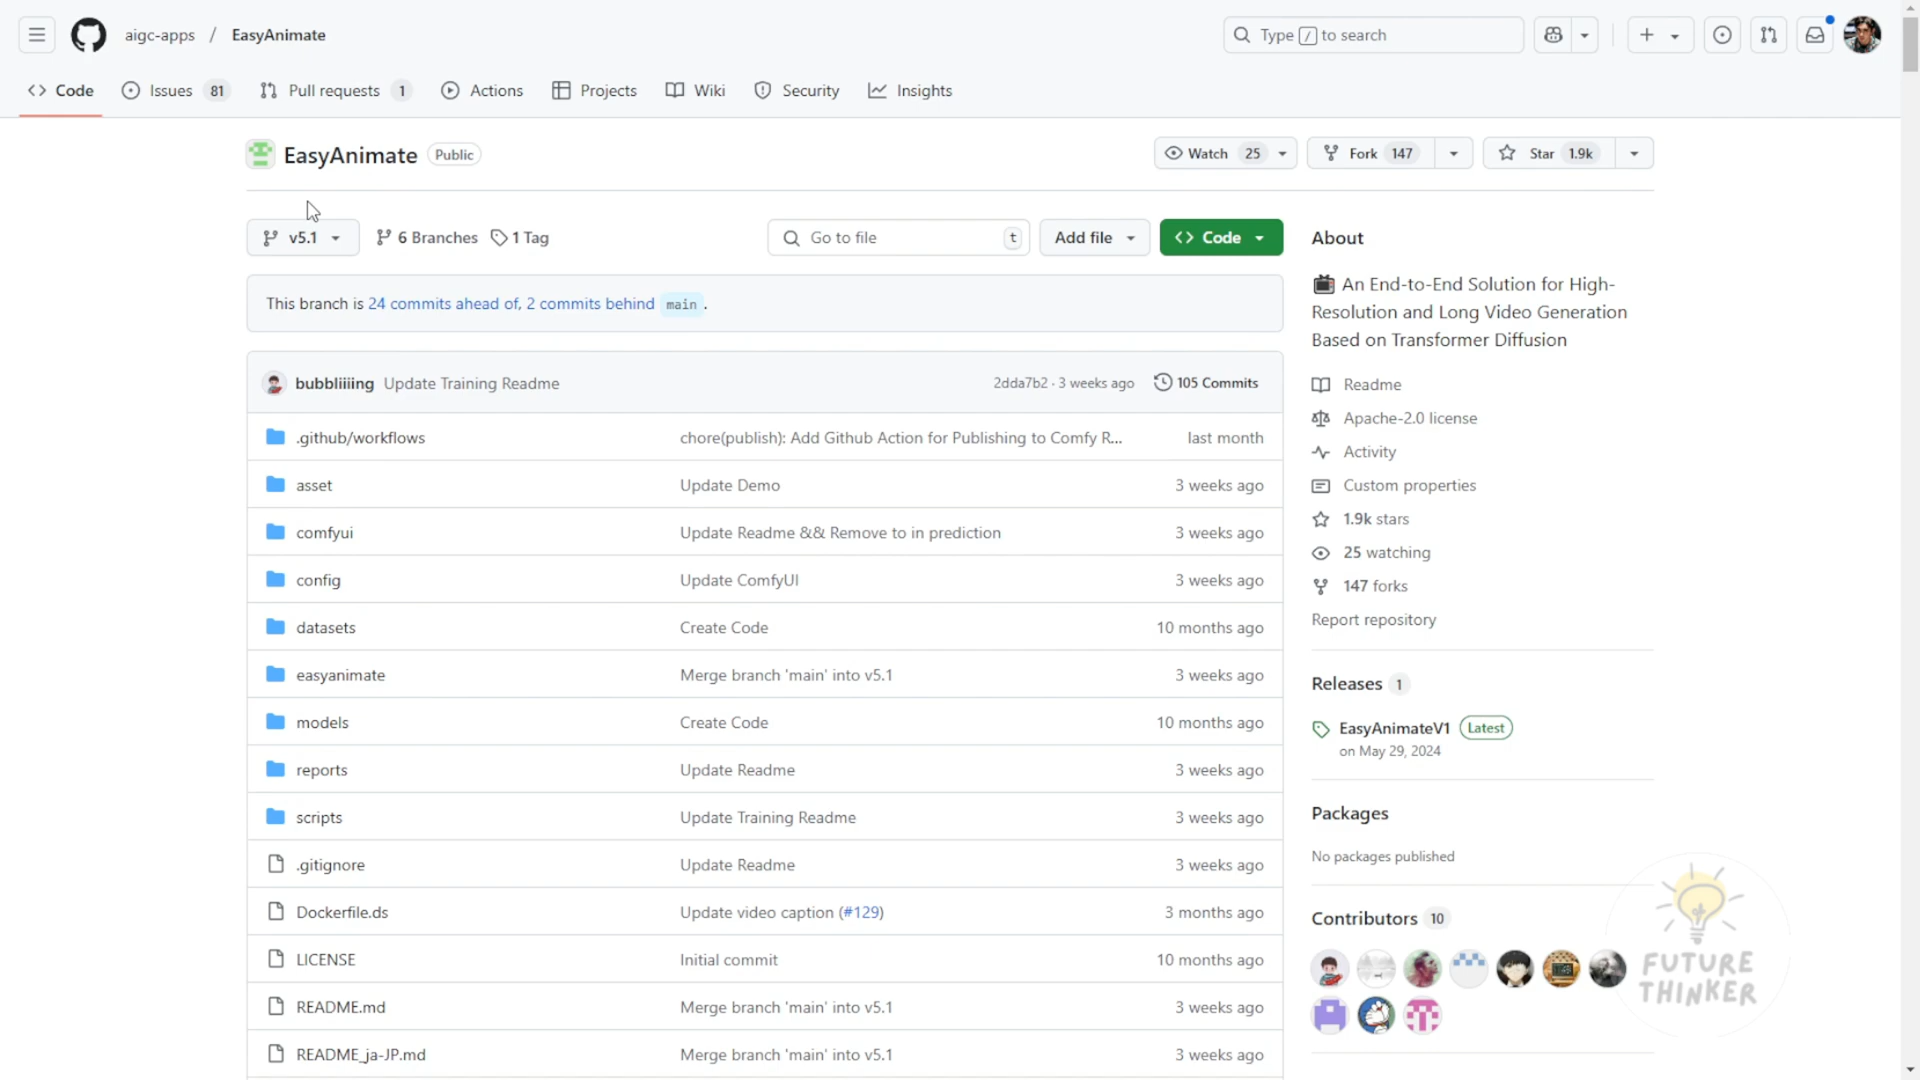 aigc-apps / EasyAnimate
Type / to search
Code
Issues 81
Pull requests 1
Actions
Projects
Wiki
Security
Insights
EasyAnimate Public
Watch 25
Fork 147
Star 1.9k
v5.1
6 Branches
1 Tag
Go to file t
Add file
Code
This branch is 24 commits ahead of, 2 commits behind main .
bubbliiiing Update Training Readme 2dda7b2 · 3 weeks ago 105 Commits
.github/workflows chore(publish): Add Github Action for Publishing to Comfy R... last month
asset Update Demo 3 weeks ago
comfyui Update Readme && Remove to in prediction 3 weeks ago
config Update ComfyUI 3 weeks ago
datasets Create Code 10 months ago
easyanimate Merge branch 'main' into v5.1 3 weeks ago
models Create Code 10 months ago
reports Update Readme 3 weeks ago
scripts Update Training Readme 3 weeks ago
.gitignore Update Readme 3 weeks ago
Dockerfile.ds Update video caption (#129) 3 months ago
LICENSE Initial commit 10 months ago
README.md Merge branch 'main' into v5.1 3 weeks ago
README_ja-JP.md Merge branch 'main' into v5.1 3 weeks ago
About
An End-to-End Solution for High-
Resolution and Long Video Generation
Based on Transformer Diffusion
Readme
Apache-2.0 license
Activity
Custom properties
1.9k stars
25 watching
147 forks
Report repository
Releases 1
EasyAnimateV1 Latest
on May 29, 2024
Packages
No packages published
Contributors 10
FUTURE
THINKER